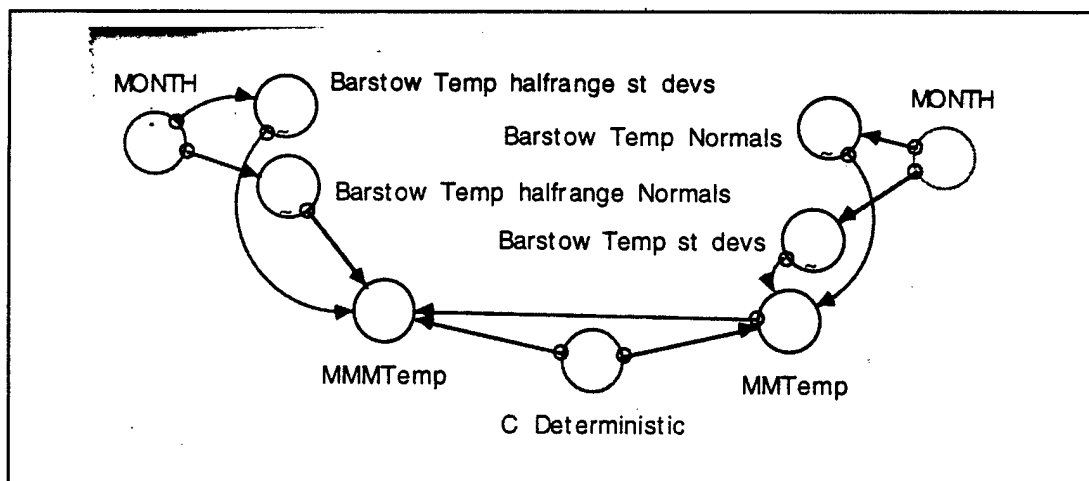 MONTH
Barstow Temp halfrange st devs
MONTH
Barstow Temp Normals
Barstow Temp halfrange Normals
Barstow Temp st devs
MMMTemp
MMTemp
C Deterministic